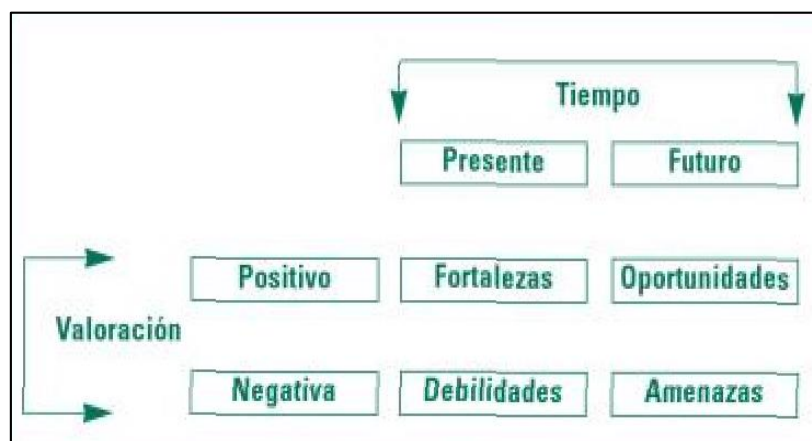 Tiempo
Presente Futuro
Positivo Fortalezas Oportunidades
Valoración
Negativa Debilidades Amenazas